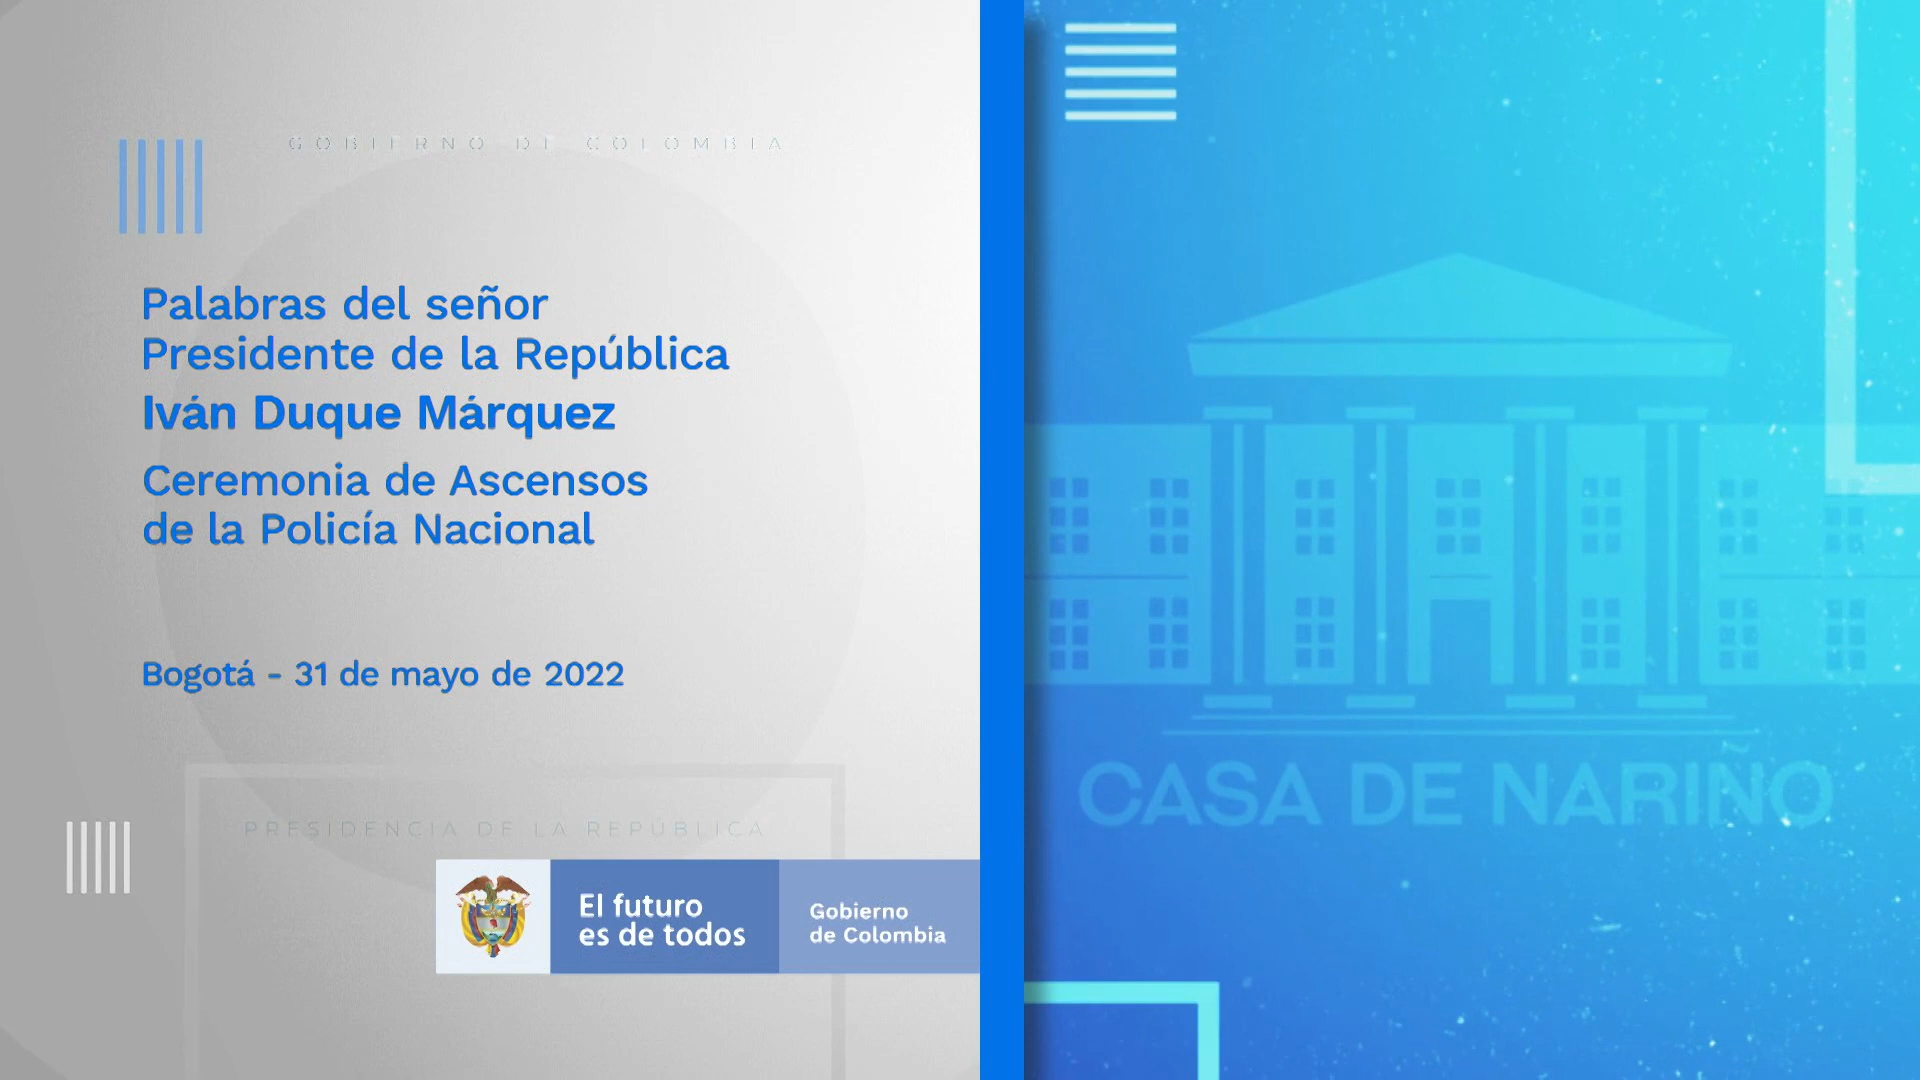 GOBIERNO DE COLOMBIA
Palabras del señor
Presidente de la República
Iván Duque Márquez
Ceremonia de Ascensos
de la Policía Nacional
Bogotá - 31 de mayo de 2022
PRESIDENCIA DE LA REPÚBLICA
El futuro
es de todos
Gobierno
de Colombia
CASA DE NARIÑO